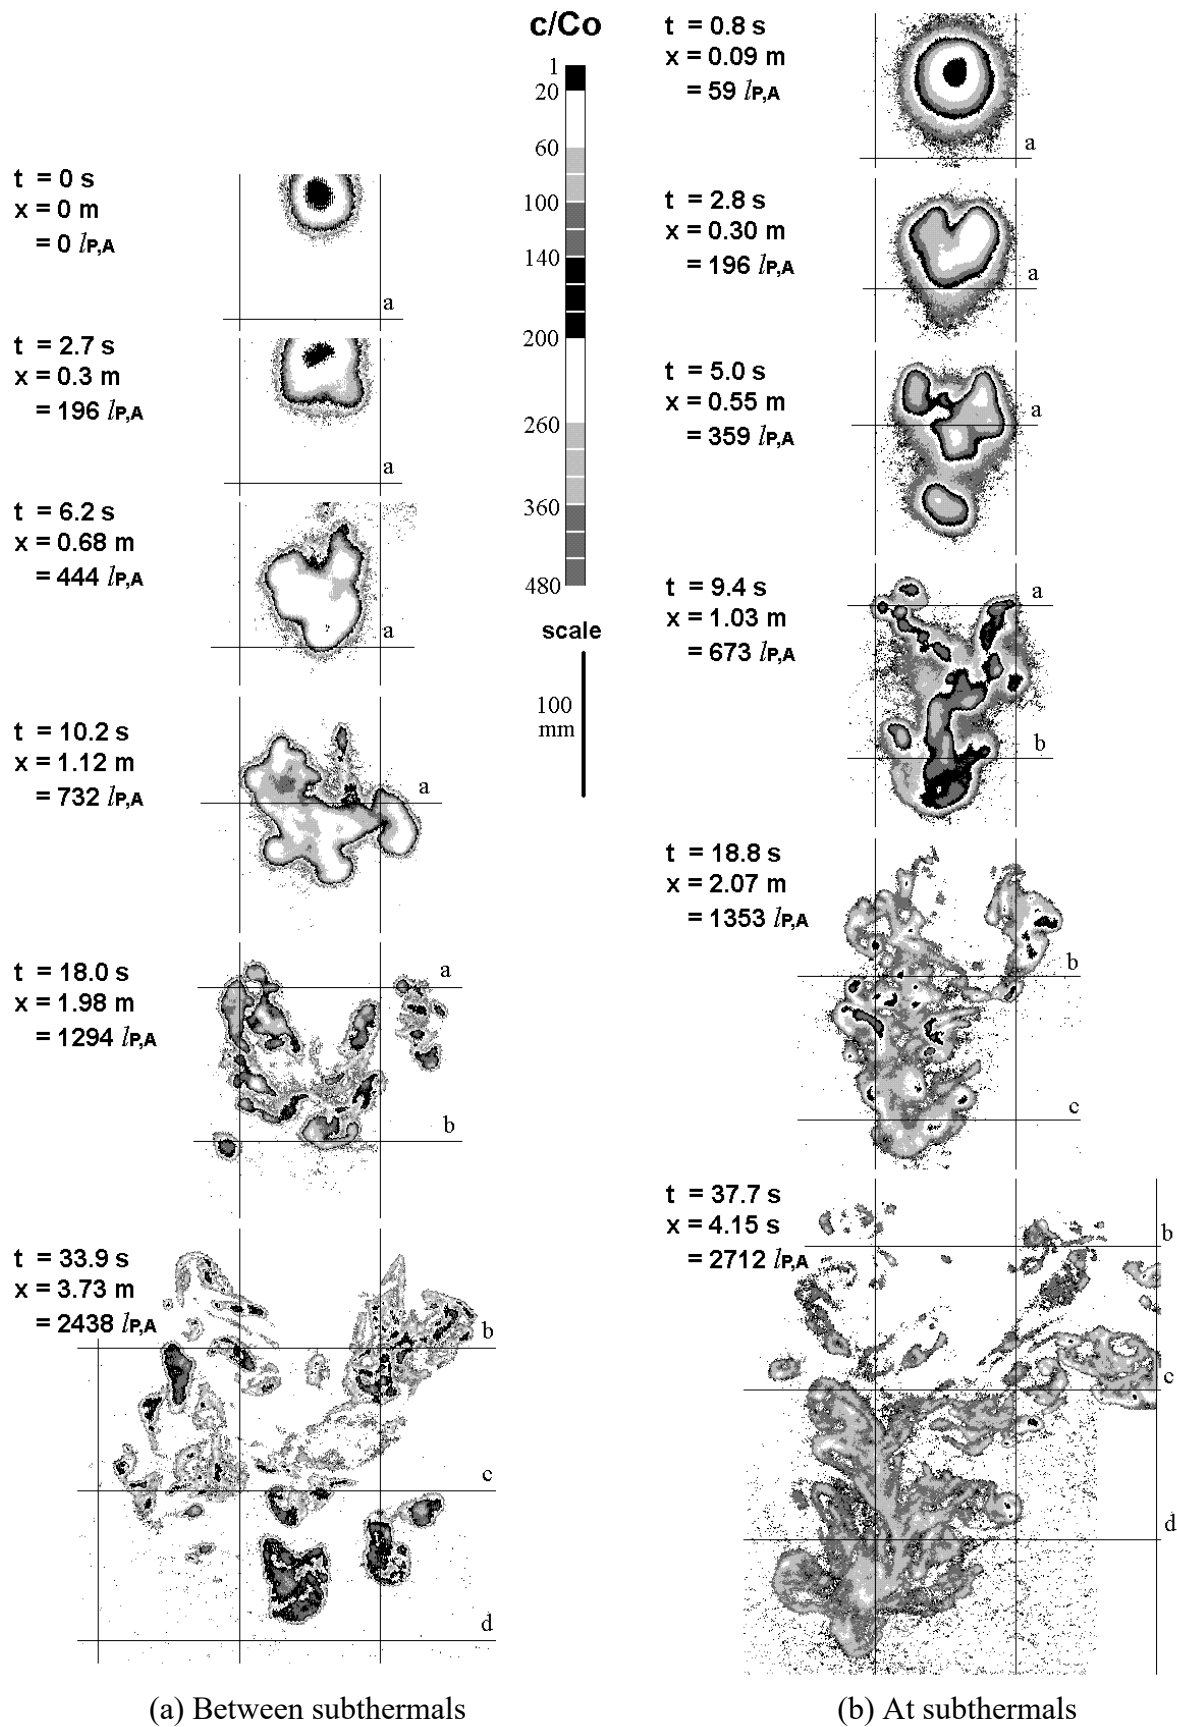 c/Co
1
20
60
100
140
200
260
360
480
scale
100
mm
t = 0 s
x = 0 m
= 0 lP,A
a
t = 2.7 s
x = 0.3 m
= 196 lP,A
a
t = 6.2 s
x = 0.68 m
= 444 lP,A
a
t = 10.2 s
x = 1.12 m
= 732 lP,A
a
t = 18.0 s
x = 1.98 m
= 1294 lP,A
a
b
t = 33.9 s
x = 3.73 m
= 2438 lP,A
b
c
d
(a) Between subthermals
t = 0.8 s
x = 0.09 m
= 59 lP,A
a
t = 2.8 s
x = 0.30 m
= 196 lP,A
a
t = 5.0 s
x = 0.55 m
= 359 lP,A
a
t = 9.4 s
x = 1.03 m
= 673 lP,A
a
b
t = 18.8 s
x = 2.07 m
= 1353 lP,A
b
c
t = 37.7 s
x = 4.15 s
= 2712 lP,A
b
c
d
(b) At subthermals